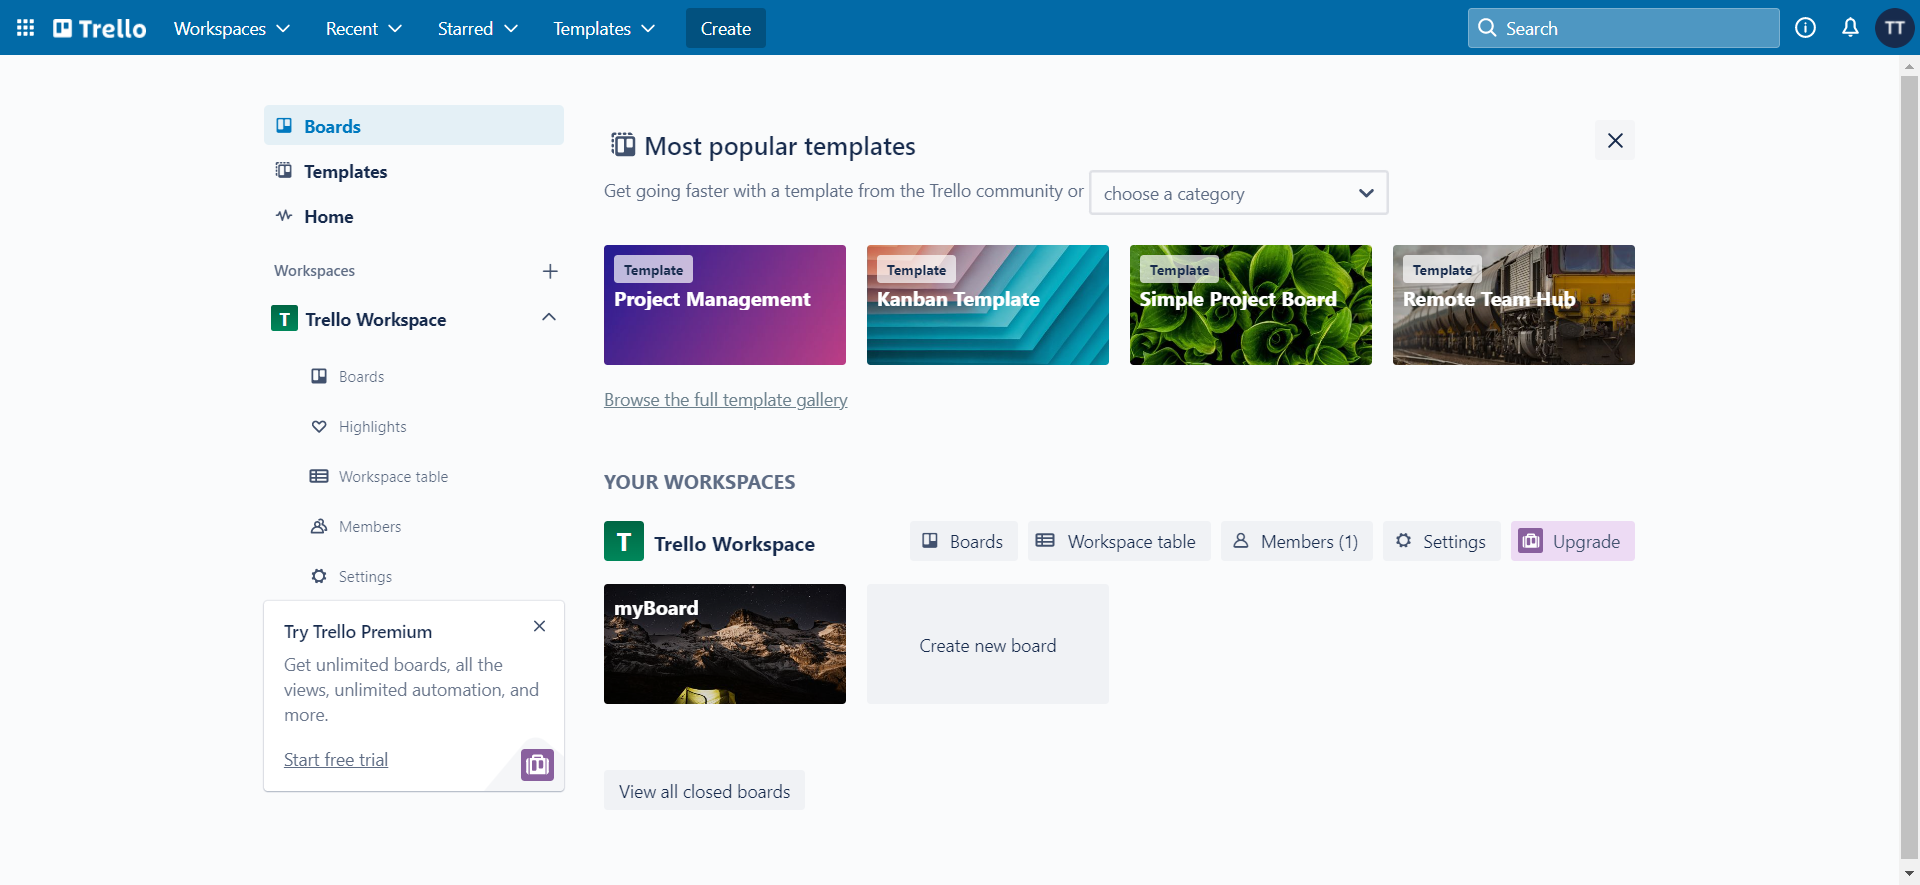 Trello
Workspaces
Recent
Starred
Templates
Create
Search
TT
Boards
Templates
Home
Workspaces
T Trello Workspace
Boards
Highlights
Workspace table
Members
Settings
Try Trello Premium
Get unlimited boards, all the
views, unlimited automation, and
more.
Start free trial
Most popular templates
Get going faster with a template from the Trello community or choose a category
Template
Project Management
Template
Kanban Template
Template
Simple Project Board
Template
Remote Team Hub
Browse the full template gallery
YOUR WORKSPACES
T Trello Workspace
Boards
Workspace table
Members (1)
Settings
Upgrade
myBoard
Create new board
View all closed boards